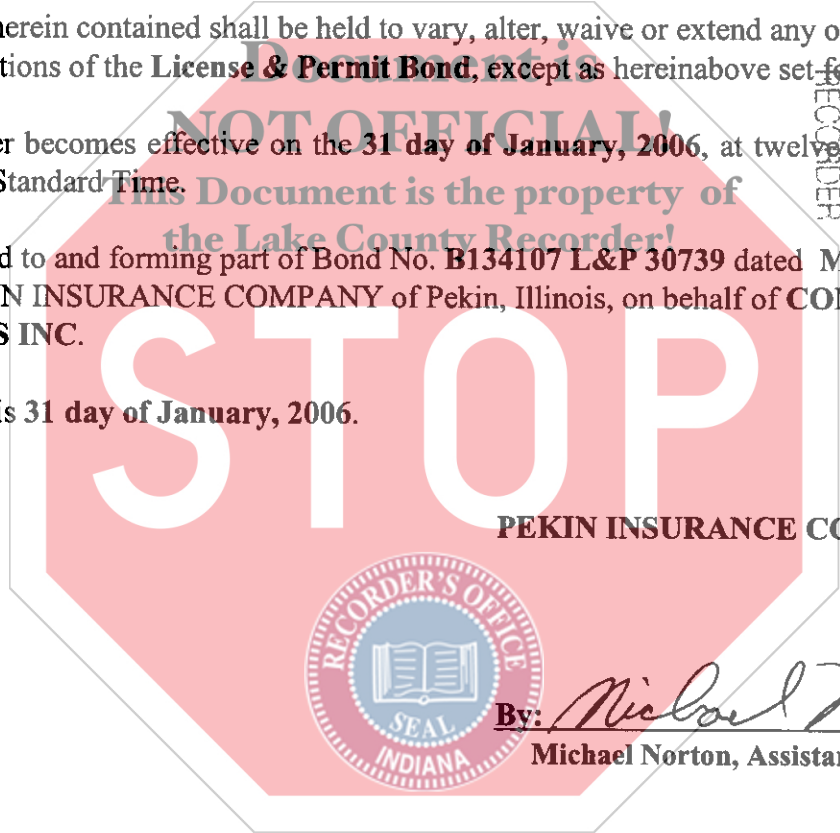 erein contained shall be held to vary, alter, waive or extend any o
tions of the License & Permit Bond, except as hereinabove set fo
Document is
NOT OFFICIAL!
This Document is the property of
the Lake County Recorder!
RECORDER
er becomes effective on the 31 day of January, 2006, at twelve
Standard Time.
d to and forming part of Bond No. B134107 L&P 30739 dated M
N INSURANCE COMPANY of Pekin, Illinois, on behalf of CO
S INC.
is 31 day of January, 2006.
STOP
PEKIN INSURANCE CO
RECORDER'S OFFICE
SEAL
INDIANA
By: Michael N
Michael Norton, Assista